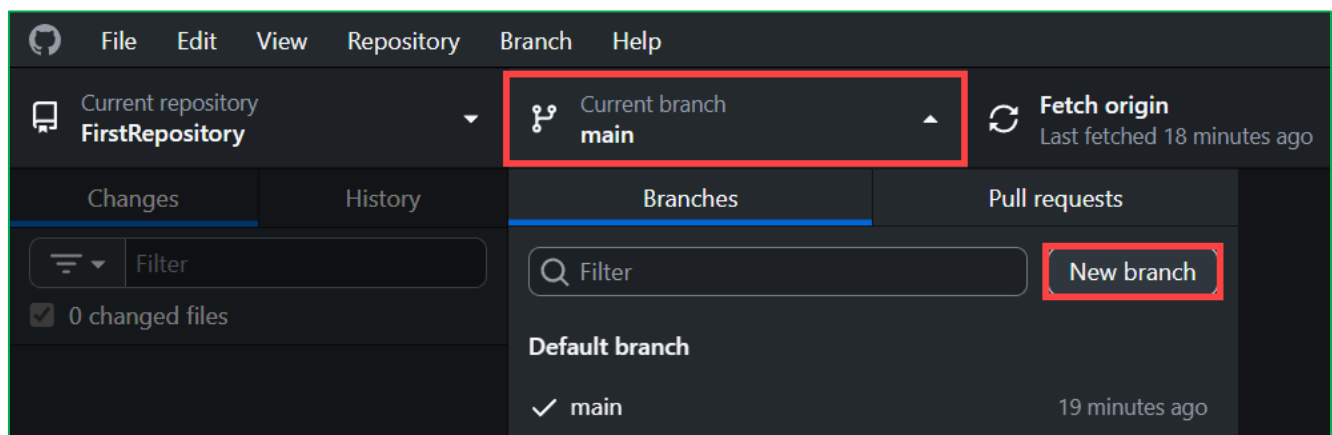 File Edit View Repository Branch Help
Current repository
FirstRepository
Current branch
main
Fetch origin
Last fetched 18 minutes ago
Changes History
Branches Pull requests
Filter
0 changed files
Filter
New branch
Default branch
main 19 minutes ago